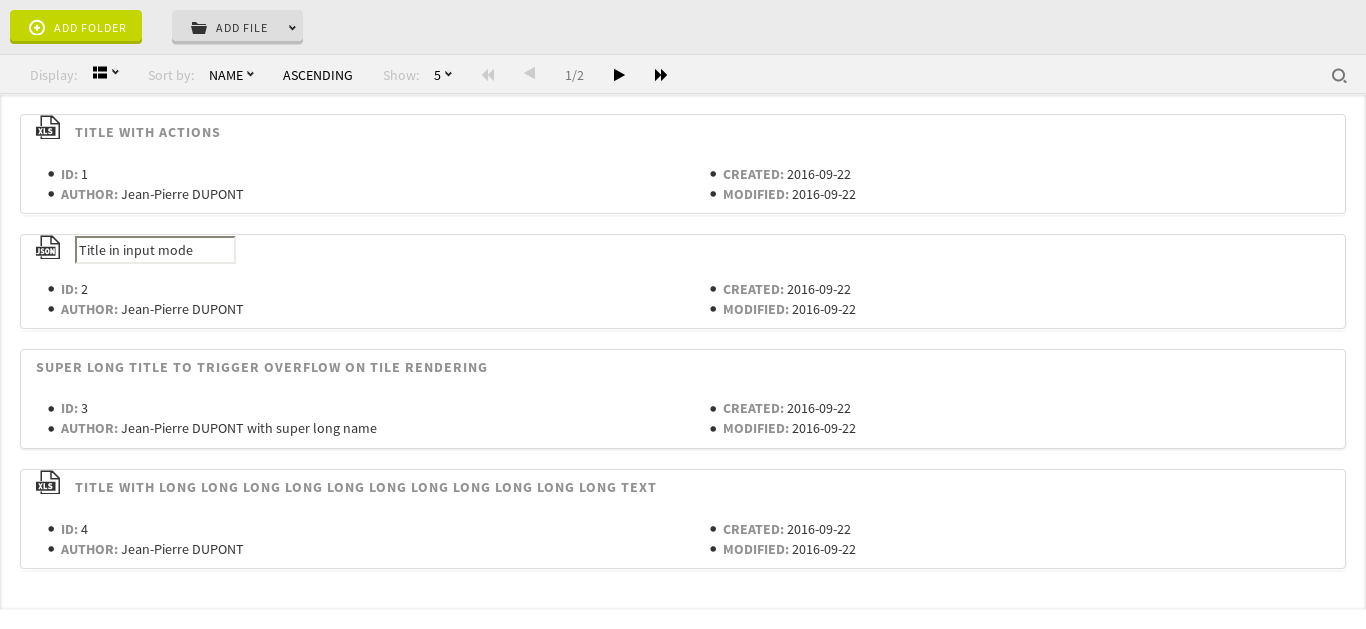 ADD FOLDER ADD FILE
Display: Sort by: NAME ASCENDING Show: 5 1/2
XLS TITLE WITH ACTIONS
ID: 1 CREATED: 2016-09-22
AUTHOR: Jean-Pierre DUPONT MODIFIED: 2016-09-22
JSON Title in input mode
ID: 2 CREATED: 2016-09-22
AUTHOR: Jean-Pierre DUPONT MODIFIED: 2016-09-22
SUPER LONG TITLE TO TRIGGER OVERFLOW ON TILE RENDERING
ID: 3 CREATED: 2016-09-22
AUTHOR: Jean-Pierre DUPONT with super long name MODIFIED: 2016-09-22
XLS TITLE WITH LONG LONG LONG LONG LONG LONG LONG LONG LONG LONG LONG TEXT
ID: 4 CREATED: 2016-09-22
AUTHOR: Jean-Pierre DUPONT MODIFIED: 2016-09-22